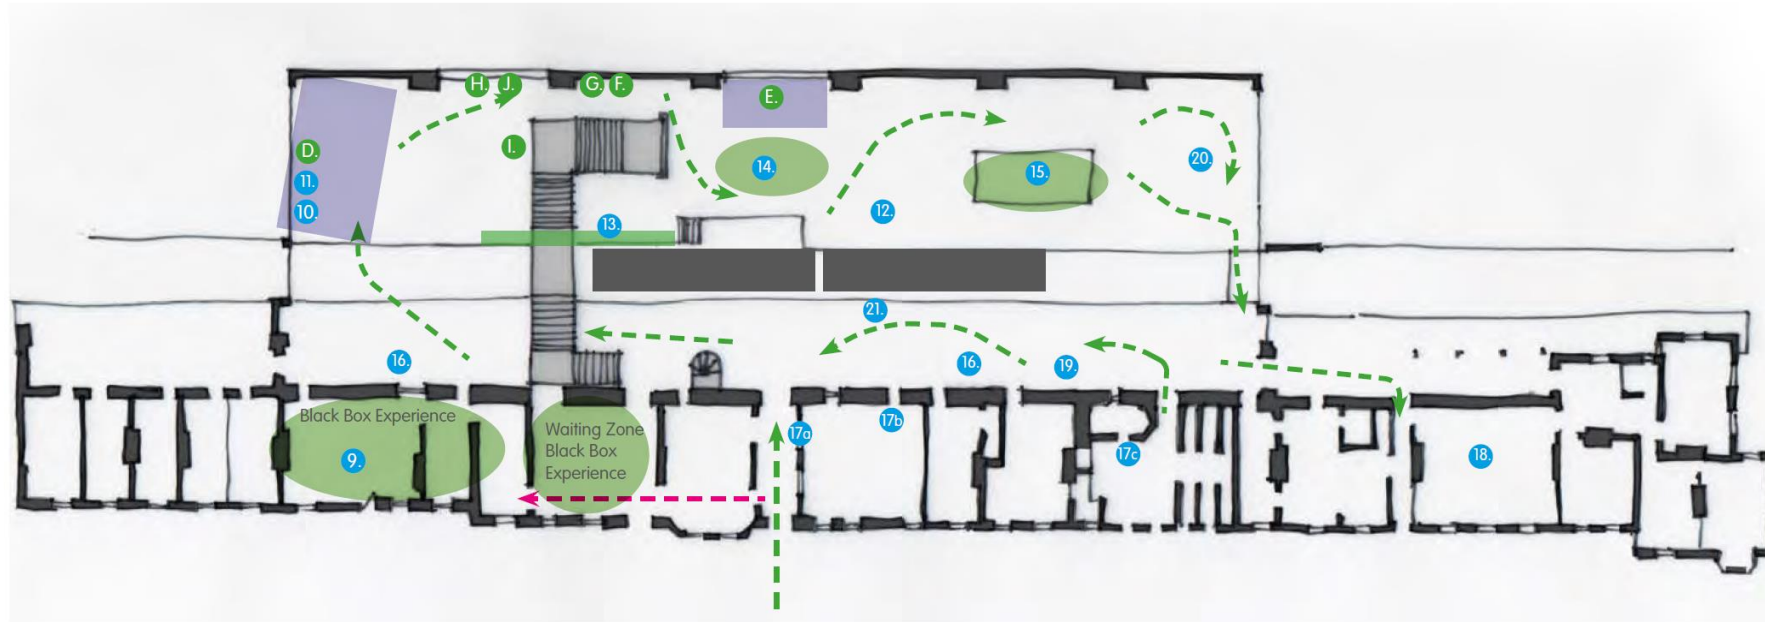 H. J. G. F.
E.
I.
D.
11.
10.
14.
15.
20.
12.
13.
21.
16.
16.
19.
Black Box Experience
9.
Waiting Zone
Black Box
Experience
17a
17b
17c
18.